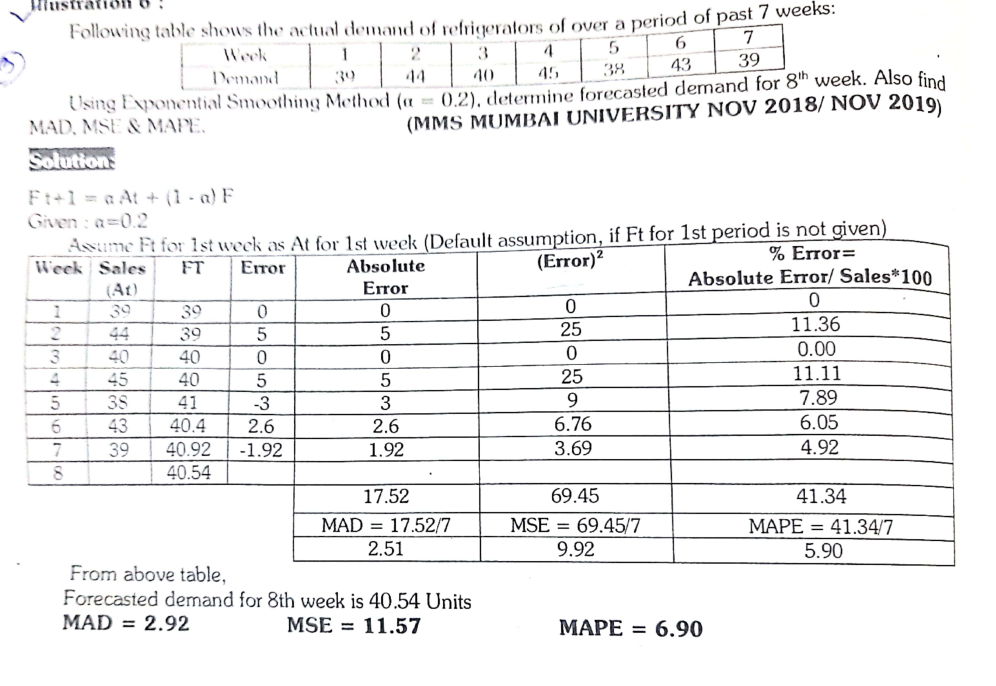 Illustration 6 :
Following table shows the actual demand of refrigerators of over a period of past 7 weeks:
Week 1 2 3 4 5 6 7
Demand 39 44 40 45 38 43 39
Using Exponential Smoothing Method (α = 0.2), determine forecasted demand for 8th week. Also find
MAD, MSE & MAPE. (MMS MUMBAI UNIVERSITY NOV 2018/ NOV 2019)
Solution:
F t+1 = α At + (1 - α) F
Given : α=0.2
Assume Ft for 1st week as At for 1st week (Default assumption, if Ft for 1st period is not given)
Week Sales FT Error Absolute (Error)² % Error=
(At) Error Absolute Error/ Sales*100
1 39 39 0 0 0 0
2 44 39 5 5 25 11.36
3 40 40 0 0 0 0.00
4 45 40 5 5 25 11.11
5 38 41 -3 3 9 7.89
6 43 40.4 2.6 2.6 6.76 6.05
7 39 40.92 -1.92 1.92 3.69 4.92
8 40.54
17.52 69.45 41.34
MAD = 17.52/7 MSE = 69.45/7 MAPE = 41.34/7
2.51 9.92 5.90
From above table,
Forecasted demand for 8th week is 40.54 Units
MAD = 2.92 MSE = 11.57 MAPE = 6.90